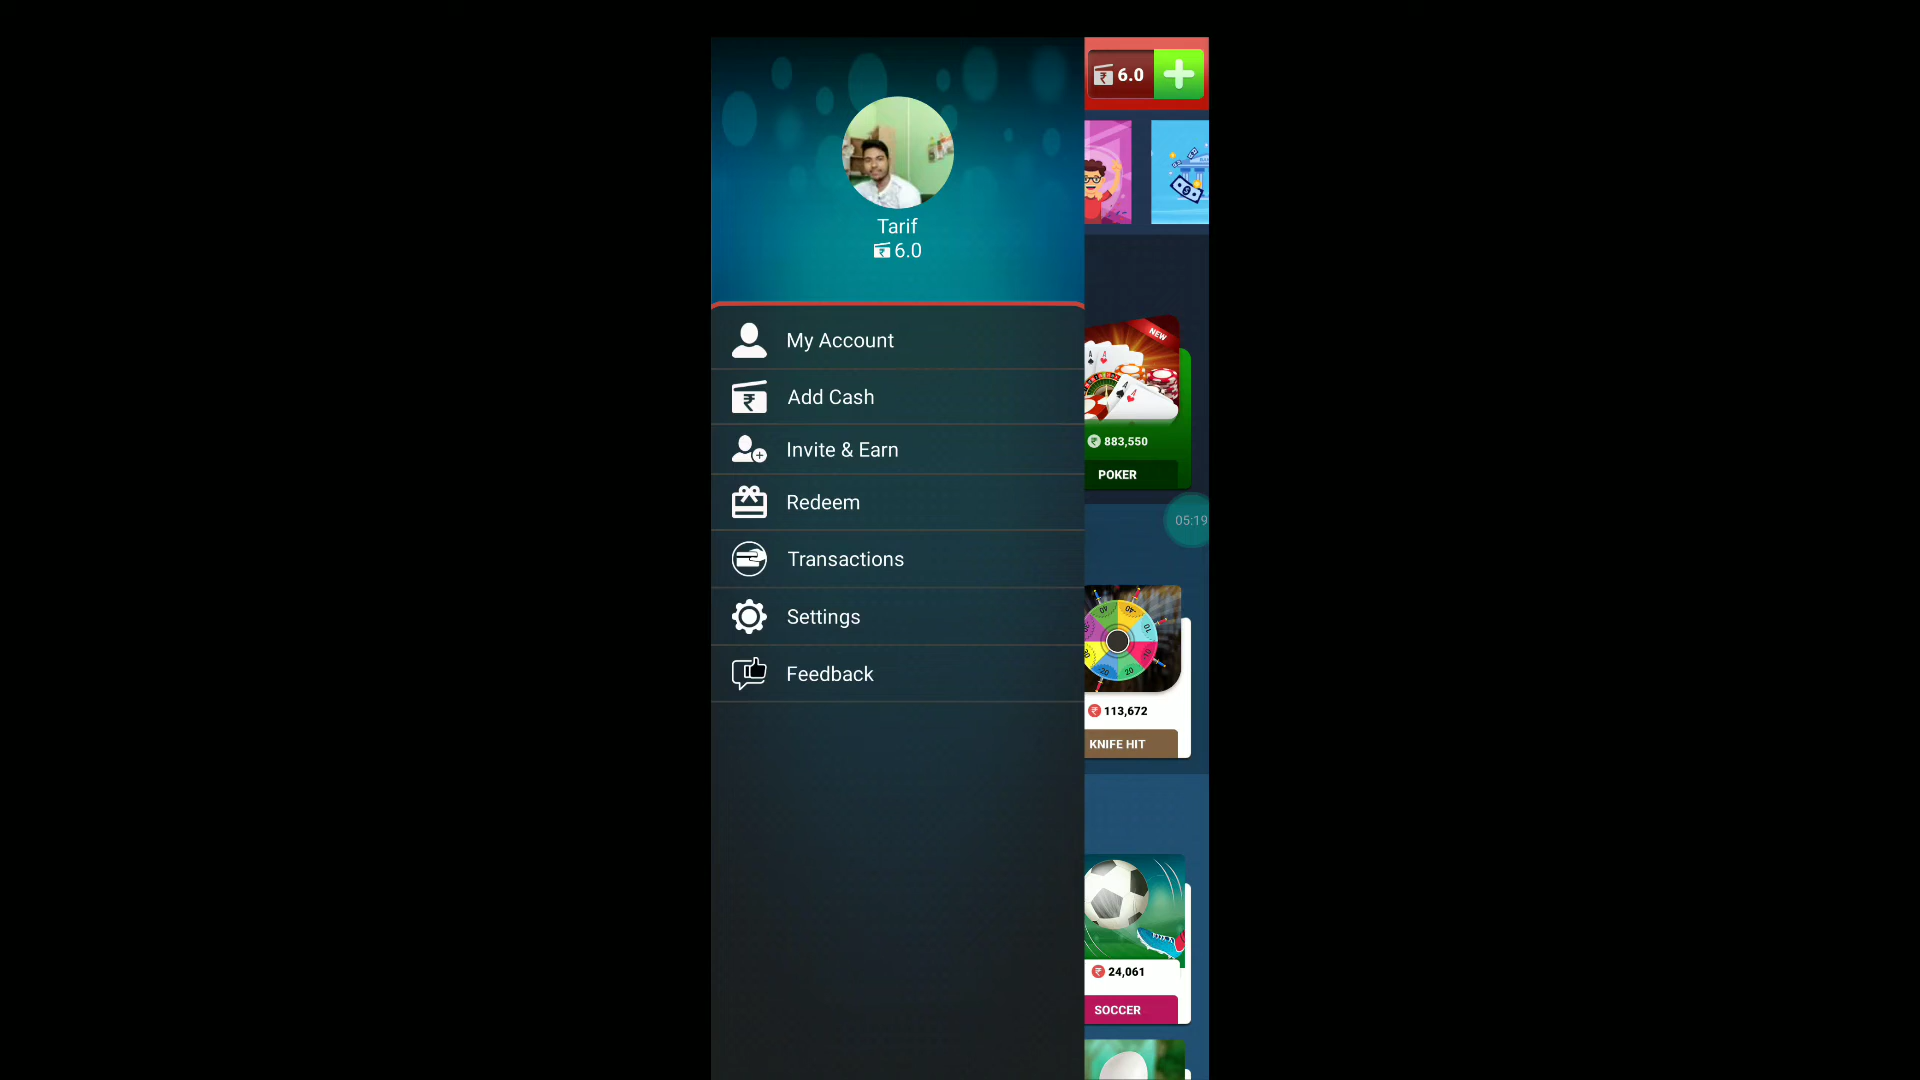 6.0
Tarif
6.0
My Account
Add Cash
Invite & Earn
Redeem
Transactions
Settings
Feedback
NEW
883,550
POKER
05:19
113,672
KNIFE HIT
24,061
SOCCER